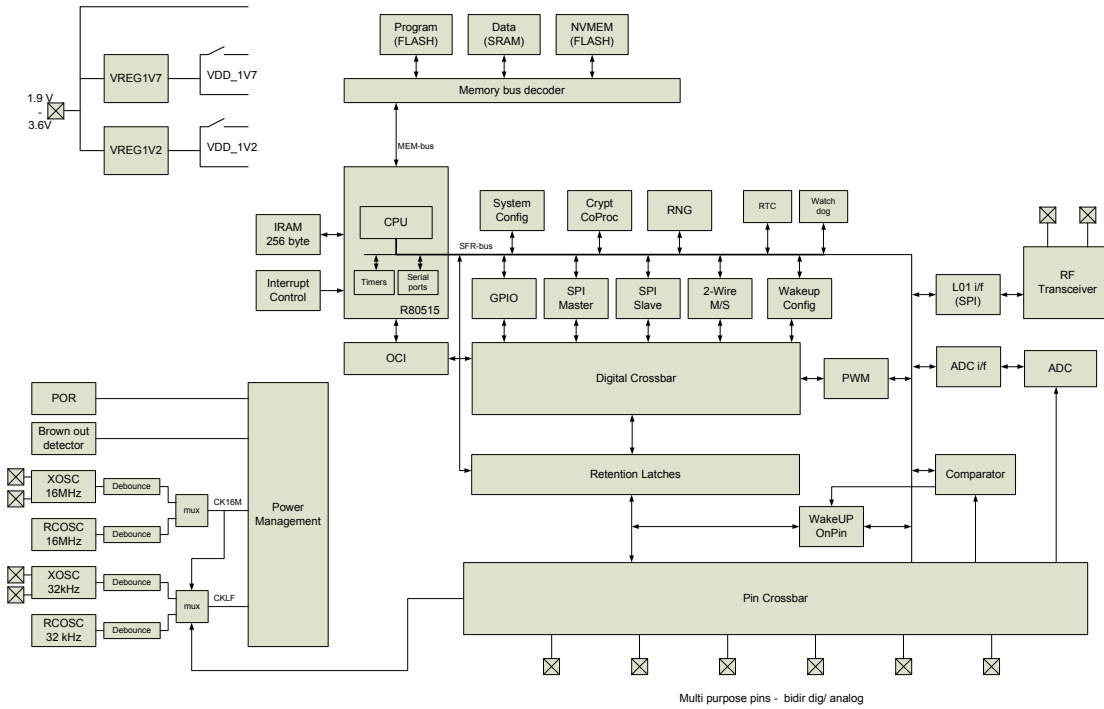 Program
(FLASH)
Data
(SRAM)
NVMEM
(FLASH)
Memory bus decoder
MEM-bus
1.9 V
-
3.6V
VREG1V7
VDD_1V7
VREG1V2
VDD_1V2
CPU
IRAM
256 byte
Interrupt
Control
Timers
Serial
ports
R80515
SFR-bus
System
Config
Crypt
CoProc
RNG
RTC
Watch
dog
GPIO
SPI
Master
SPI
Slave
2-Wire
M/S
Wakeup
Config
L01 i/f
(SPI)
RF
Transceiver
OCI
Digital Crossbar
PWM
ADC i/f
ADC
POR
Brown out
detector
XOSC
16MHz
Debounce
RCOSC
16MHz
Debounce
mux
CK16M
XOSC
32kHz
Debounce
RCOSC
32 kHz
Debounce
mux
CKLF
Power
Management
Retention Latches
Comparator
WakeUP
OnPin
Pin Crossbar
Multi purpose pins - bidir dig/ analog